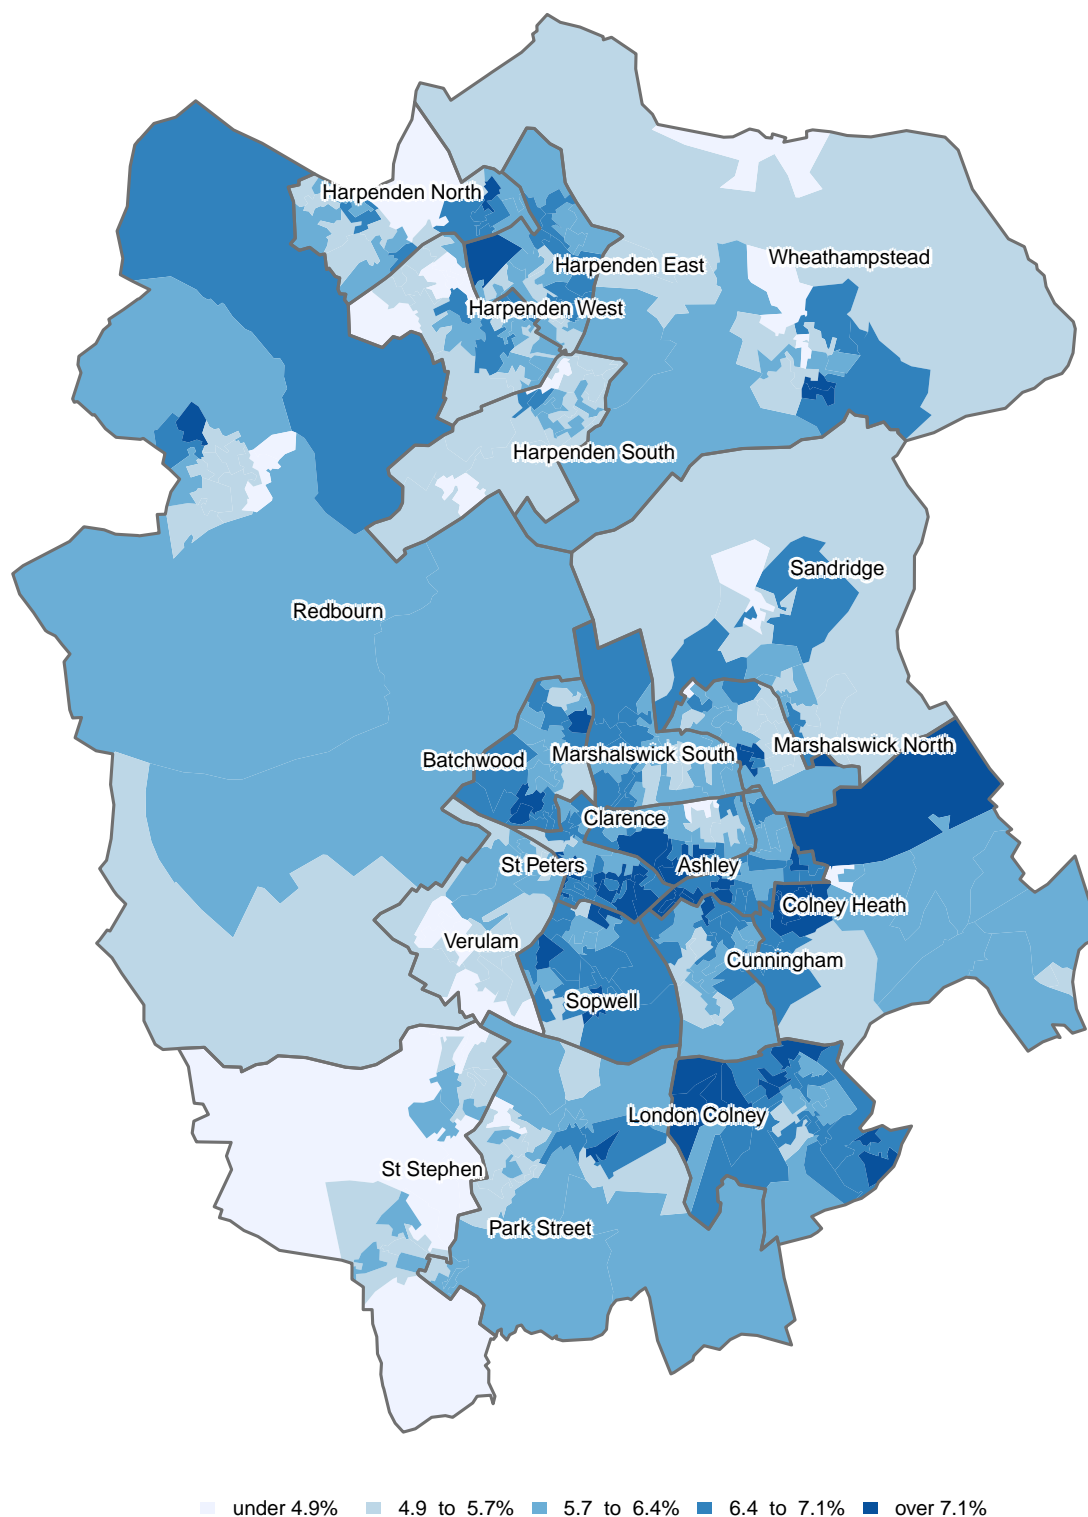 Harpenden North
Harpenden East
Wheathampstead
Harpenden West
Harpenden South
Sandridge
Redbourn
Batchwood
Marshalswick South
Marshalswick North
Clarence
St Peters
Ashley
Colney Heath
Verulam
Cunningham
Sopwell
London Colney
St Stephen
Park Street
under 4.9% 4.9 to 5.7% 5.7 to 6.4% 6.4 to 7.1% over 7.1%